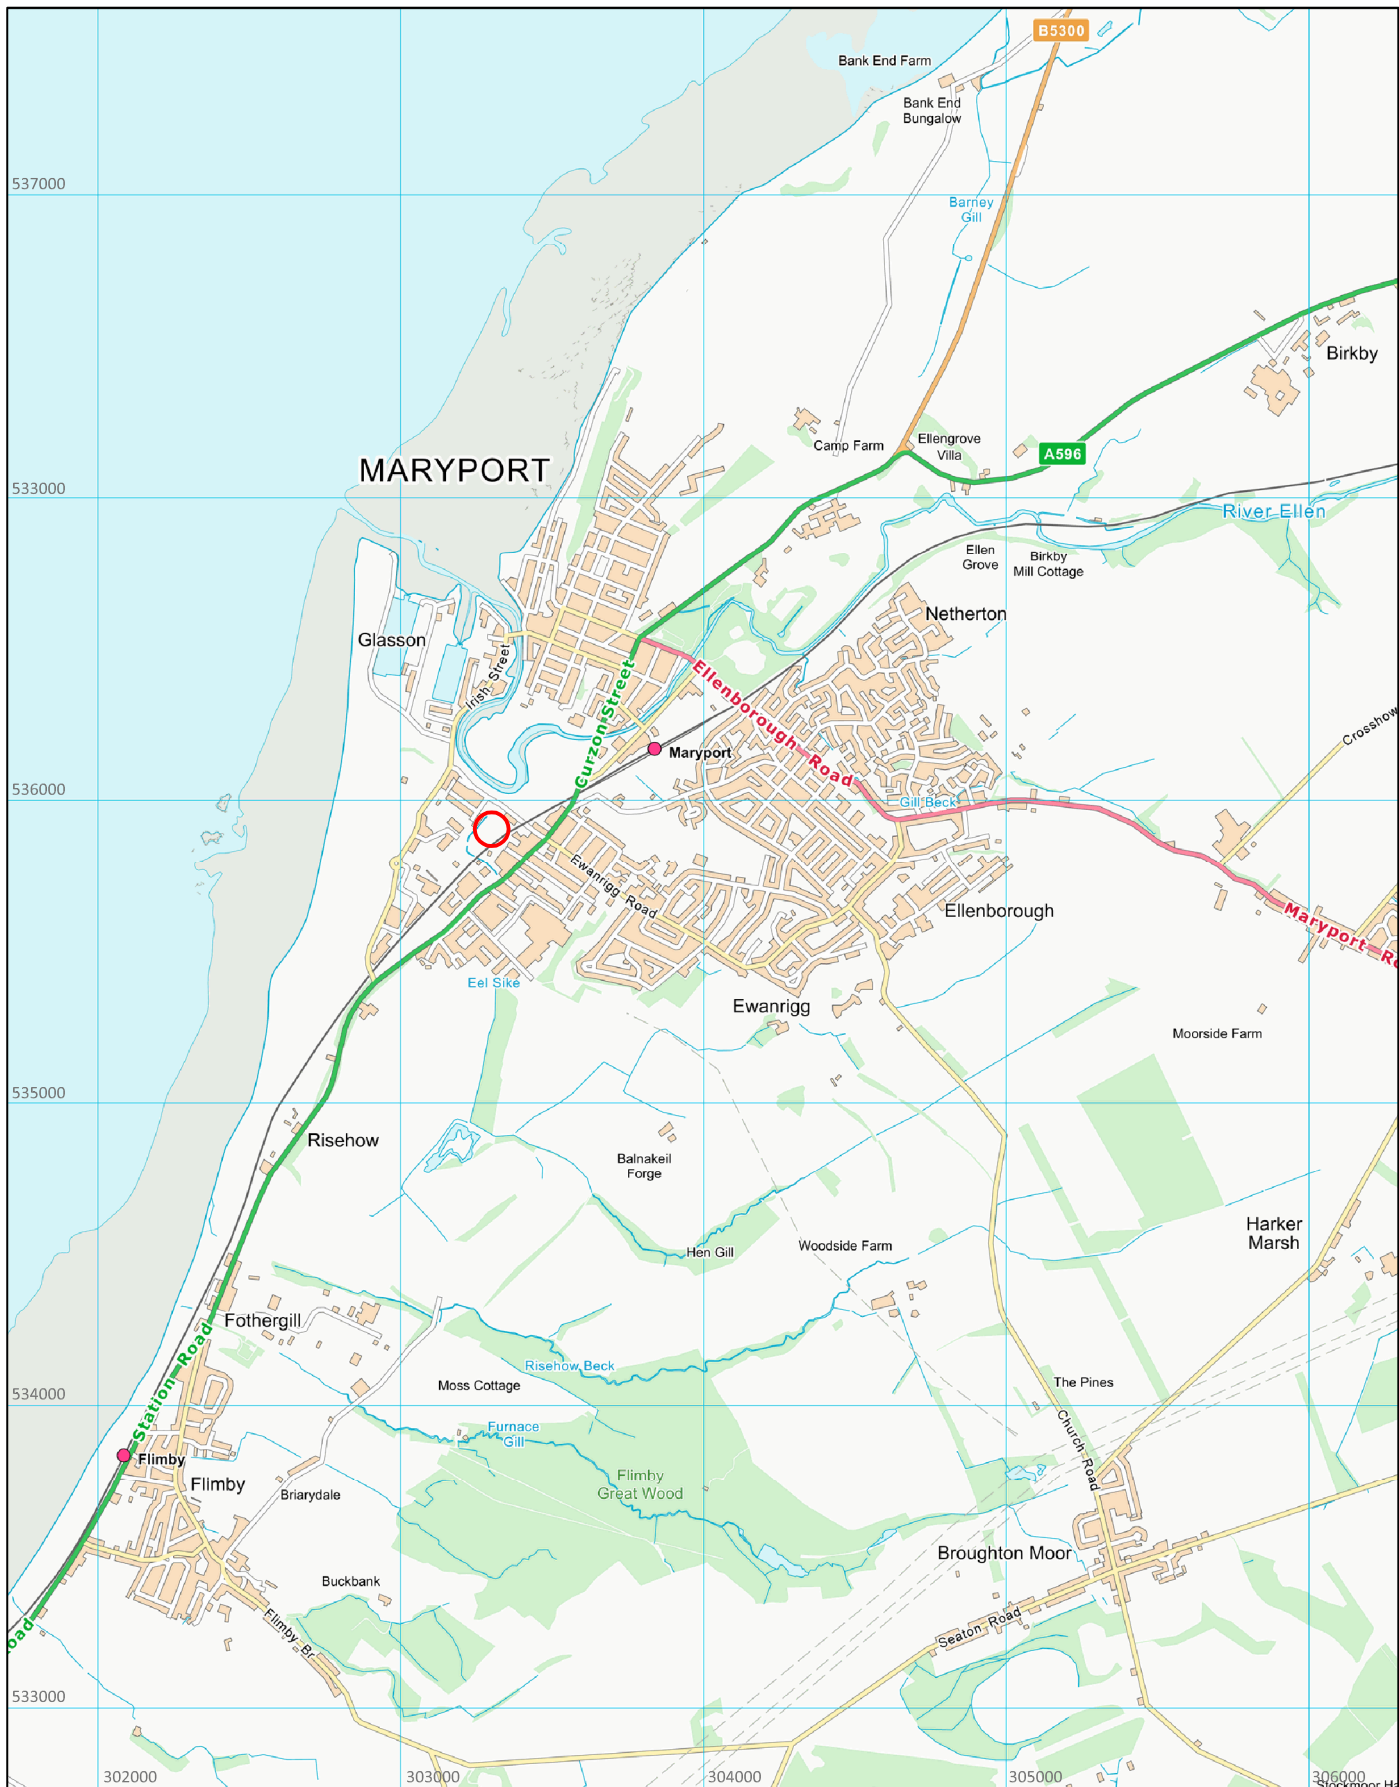 B5300
Bank End Farm
Bank End
Bungalow
537000
Barney
Gill
Birkby
Camp Farm
Ellengrove
Villa
A596
MARYPORT
533000
River Ellen
Ellen
Grove
Birkby
Mill Cottage
Netherton
Glasson
Irish Street
Curzon Street
Ellenborough Road
Crosshow
Maryport
536000
Gill Beck
Ewanrigg Road
Ellenborough
Maryport Ro
Eel Sike
Ewanrigg
Moorside Farm
535000
Risehow
Balnakeil
Forge
Harker
Marsh
Hen Gill
Woodside Farm
Fothergill
Station Road
Risehow Beck
Moss Cottage
The Pines
534000
Church Road
Furnace
Gill
Flimby
Flimby
Flimby
Great Wood
Briarydale
Broughton Moor
Buckbank
Flimby Br
Seaton Road
oad
533000
302000
303000
304000
305000
306000